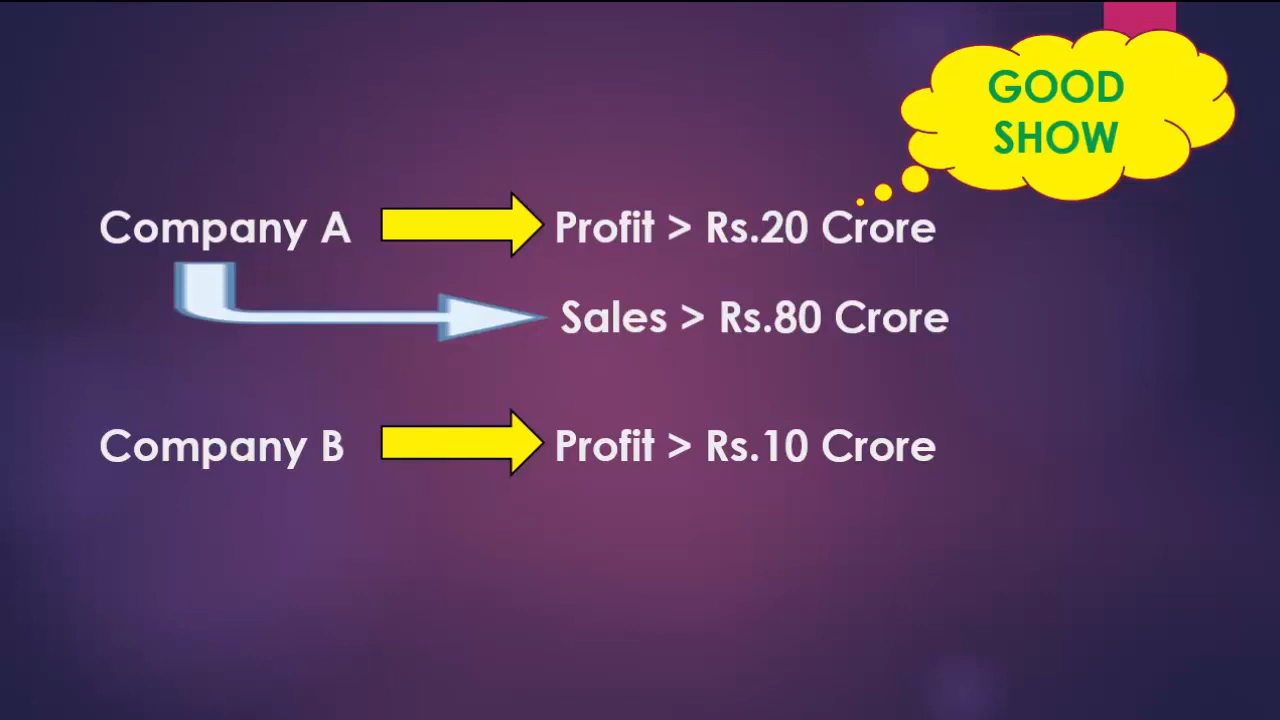 GOOD
SHOW
Company A
Profit > Rs.20 Crore
Sales > Rs.80 Crore
Company B
Profit > Rs.10 Crore